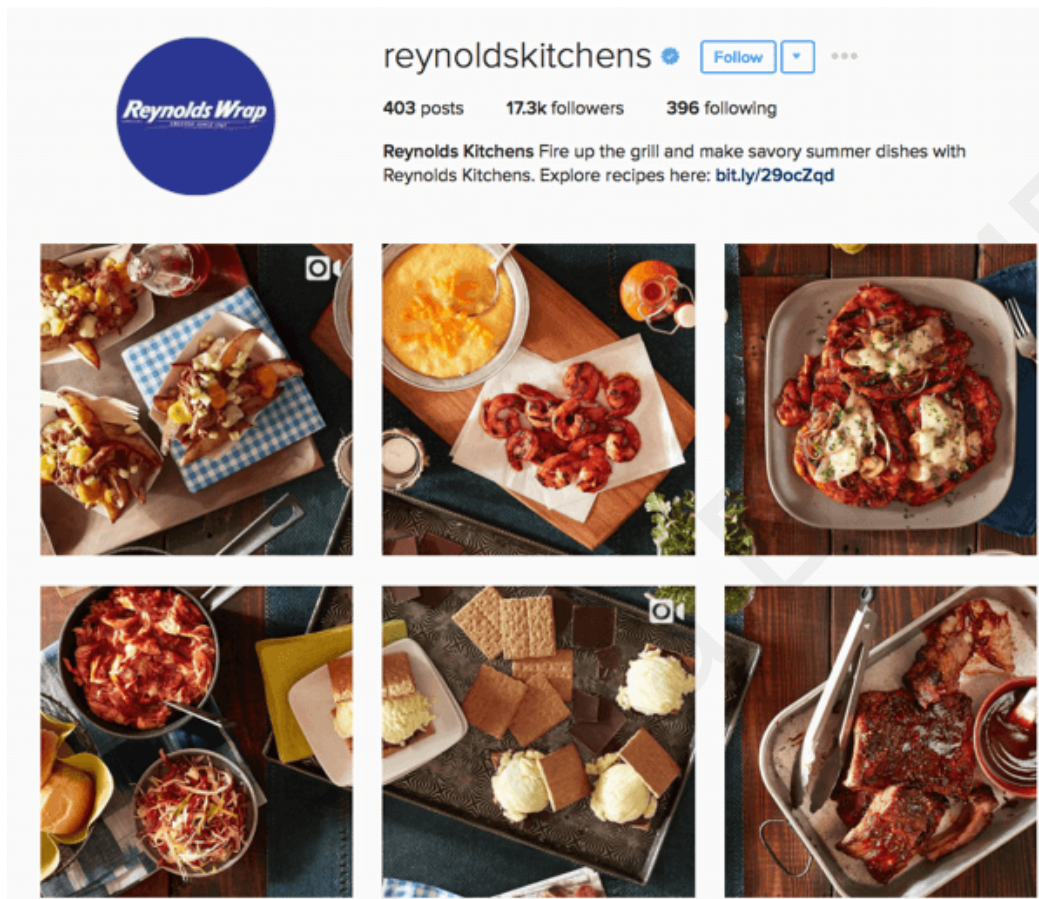 reynoldskitchens
Follow
403 posts 17.3k followers 396 following
Reynolds Wrap
Reynolds Kitchens Fire up the grill and make savory summer dishes with
Reynolds Kitchens. Explore recipes here: bit.ly/29ocZqd